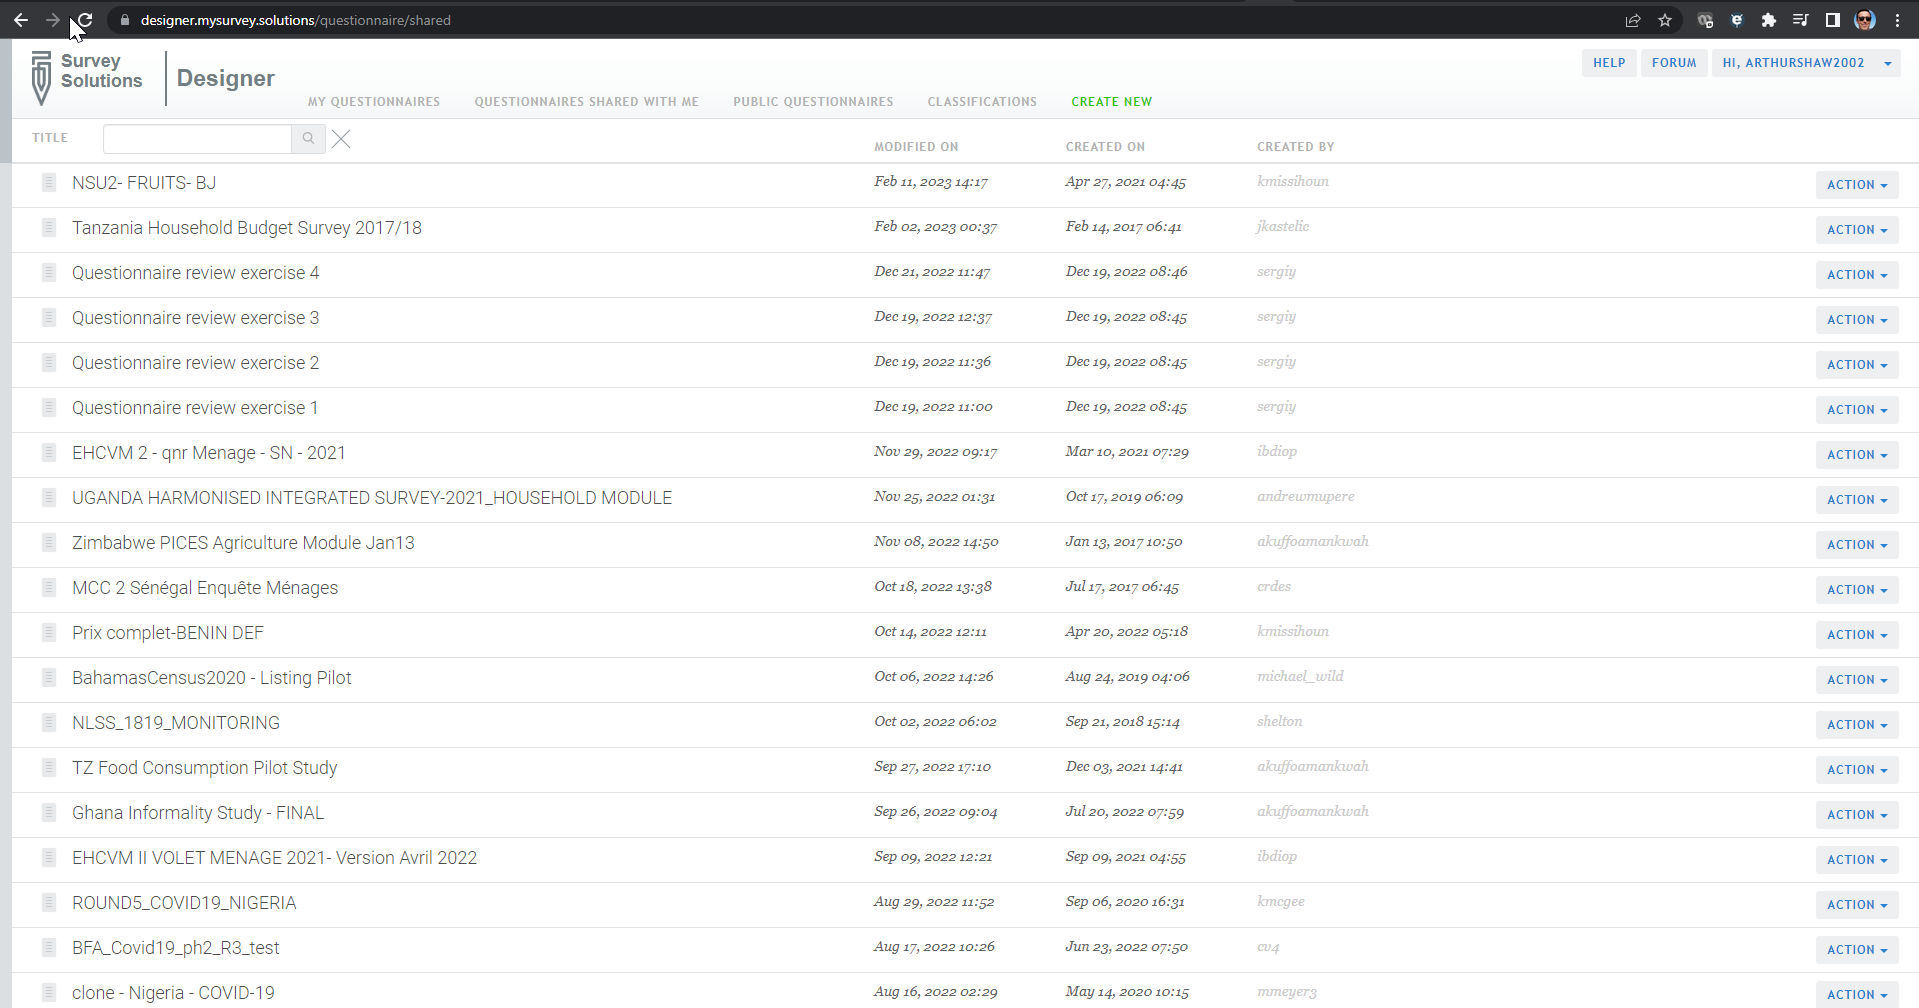 designer.mysurvey.solutions/questionnaire/shared
Survey Solutions
Designer
MY QUESTIONNAIRES QUESTIONNAIRES SHARED WITH ME PUBLIC QUESTIONNAIRES CLASSIFICATIONS CREATE NEW
HELP FORUM HI, ARTHURSHAW2002
TITLE MODIFIED ON CREATED ON CREATED BY
NSU2- FRUITS- BJ Feb 11, 2023 14:17 Apr 27, 2021 04:45 kmissihoun ACTION
Tanzania Household Budget Survey 2017/18 Feb 02, 2023 00:37 Feb 14, 2017 06:41 jkastelic ACTION
Questionnaire review exercise 4 Dec 21, 2022 11:47 Dec 19, 2022 08:46 sergiy ACTION
Questionnaire review exercise 3 Dec 19, 2022 12:37 Dec 19, 2022 08:45 sergiy ACTION
Questionnaire review exercise 2 Dec 19, 2022 11:36 Dec 19, 2022 08:45 sergiy ACTION
Questionnaire review exercise 1 Dec 19, 2022 11:00 Dec 19, 2022 08:45 sergiy ACTION
EHCVM 2 - qnr Menage - SN - 2021 Nov 29, 2022 09:17 Mar 10, 2021 07:29 ibdiop ACTION
UGANDA HARMONISED INTEGRATED SURVEY-2021_HOUSEHOLD MODULE Nov 25, 2022 01:31 Oct 17, 2019 06:09 andrewmupere ACTION
Zimbabwe PICES Agriculture Module Jan13 Nov 08, 2022 14:50 Jan 13, 2017 10:50 akuffoamankwah ACTION
MCC 2 Sénégal Enquête Ménages Oct 18, 2022 13:38 Jul 17, 2017 06:45 crdes ACTION
Prix complet-BENIN DEF Oct 14, 2022 12:11 Apr 20, 2022 05:18 kmissihoun ACTION
BahamasCensus2020 - Listing Pilot Oct 06, 2022 14:26 Aug 24, 2019 04:06 michael_wild ACTION
NLSS_1819_MONITORING Oct 02, 2022 06:02 Sep 21, 2018 15:14 shelton ACTION
TZ Food Consumption Pilot Study Sep 27, 2022 17:10 Dec 03, 2021 14:41 akuffoamankwah ACTION
Ghana Informality Study - FINAL Sep 26, 2022 09:04 Jul 20, 2022 07:59 akuffoamankwah ACTION
EHCVM II VOLET MENAGE 2021- Version Avril 2022 Sep 09, 2022 12:21 Sep 09, 2021 04:55 ibdiop ACTION
ROUND5_COVID19_NIGERIA Aug 29, 2022 11:52 Sep 06, 2020 16:31 kmcgee ACTION
BFA_Covid19_ph2_R3_test Aug 17, 2022 10:26 Jun 23, 2022 07:50 cv4 ACTION
clone - Nigeria - COVID-19 Aug 16, 2022 02:29 May 14, 2020 10:15 mmeyer3 ACTION